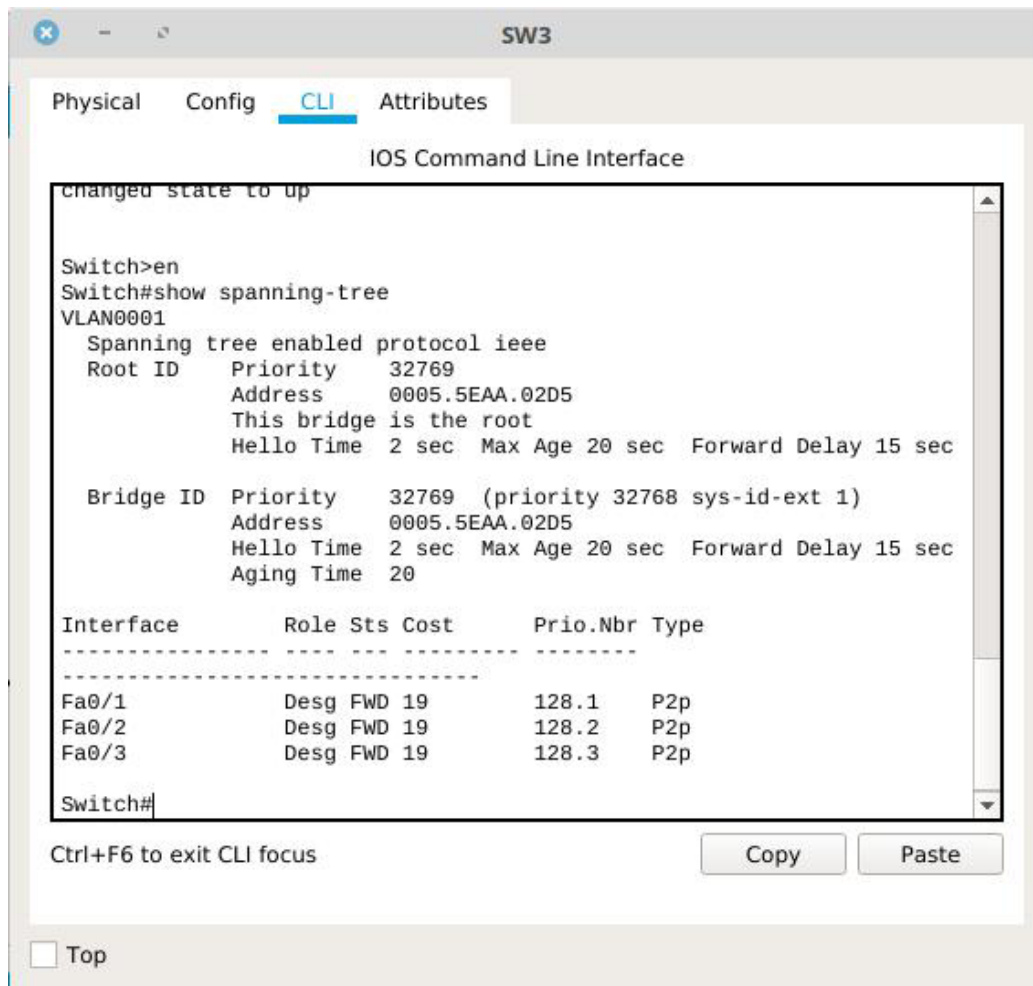 SW3
Physical Config CLI Attributes
IOS Command Line Interface
changed state to up
Switch>en
Switch#show spanning-tree
VLAN0001
  Spanning tree enabled protocol ieee
  Root ID    Priority    32769
             Address     0005.5EAA.02D5
             This bridge is the root
             Hello Time  2 sec  Max Age 20 sec  Forward Delay 15 sec
  Bridge ID  Priority    32769  (priority 32768 sys-id-ext 1)
             Address     0005.5EAA.02D5
             Hello Time  2 sec  Max Age 20 sec  Forward Delay 15 sec
             Aging Time  20
Interface        Role Sts Cost      Prio.Nbr Type
---------------- ---- --- --------- --------
--------------------------------
Fa0/1            Desg FWD 19        128.1    P2p
Fa0/2            Desg FWD 19        128.2    P2p
Fa0/3            Desg FWD 19        128.3    P2p
Switch#
Ctrl+F6 to exit CLI focus Copy Paste
Top